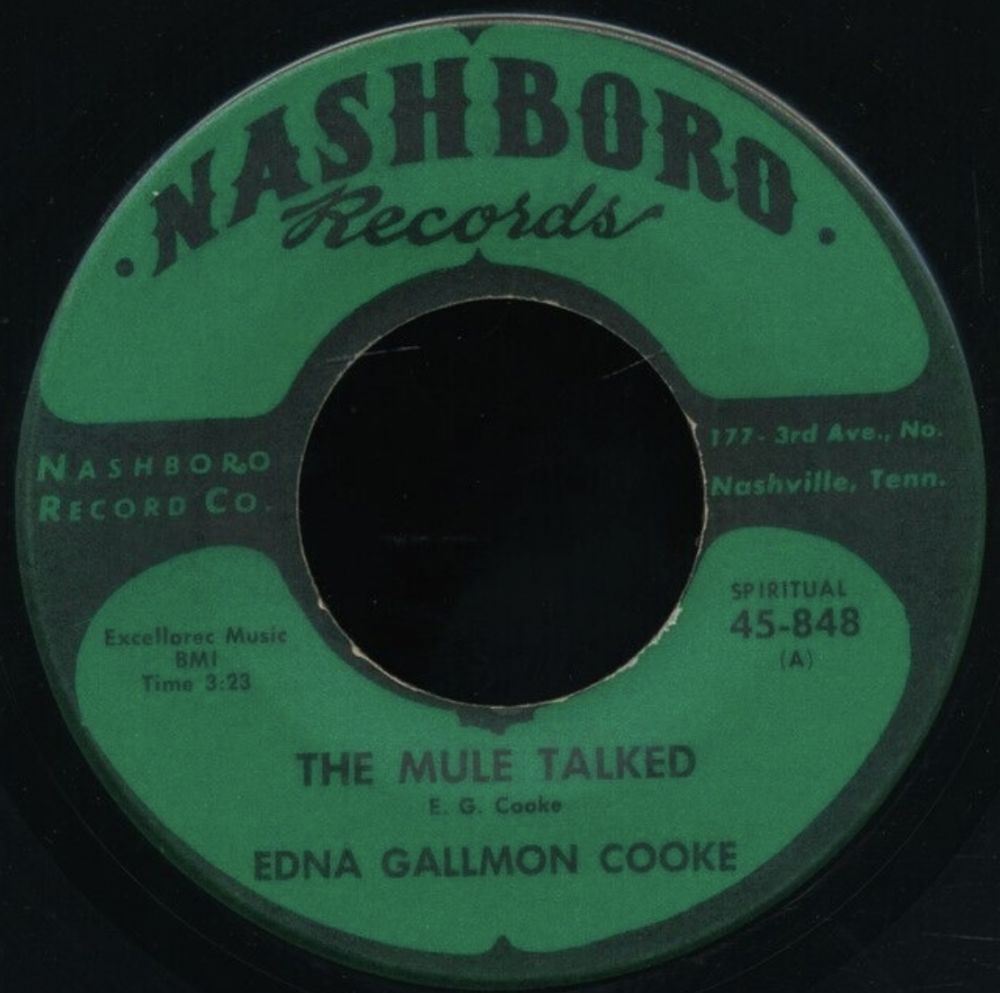 NASHBORO
Records
NASHBORO
RECORD CO.
177 - 3rd Ave., No.
Nashville, Tenn.
Excellorec Music
BMI
Time 3:23
SPIRITUAL
45-848
(A)
THE MULE TALKED
E. G. Cooke
EDNA GALLMON COOKE